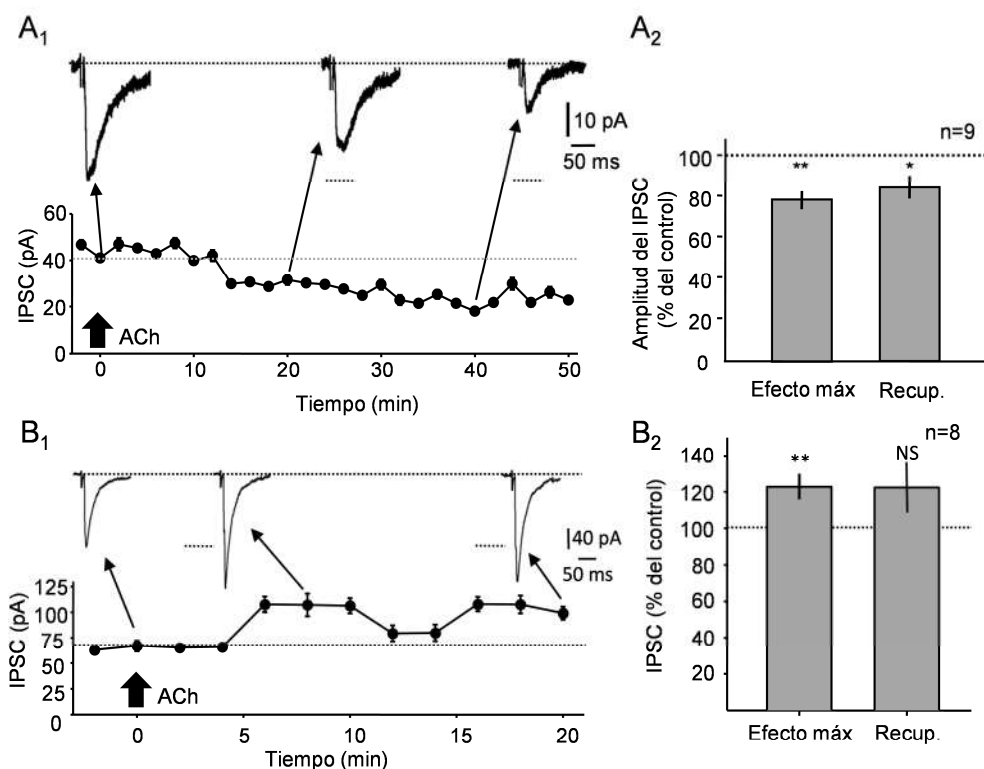 A1
10 pA
50 ms
60
40
20
0
IPSC (pA)
ACh
0 10 20 30 40 50
Tiempo (min)
A2
n=9
100
80
60
40
20
0
Amplitud del IPSC
(% del control)
**
*
Efecto máx Recup.
B1
40 pA
50 ms
125
100
75
50
25
0
IPSC (pA)
ACh
0 5 10 15 20
Tiempo (min)
B2
n=8
140
120
100
80
60
40
20
IPSC (% del control)
**
NS
Efecto máx Recup.